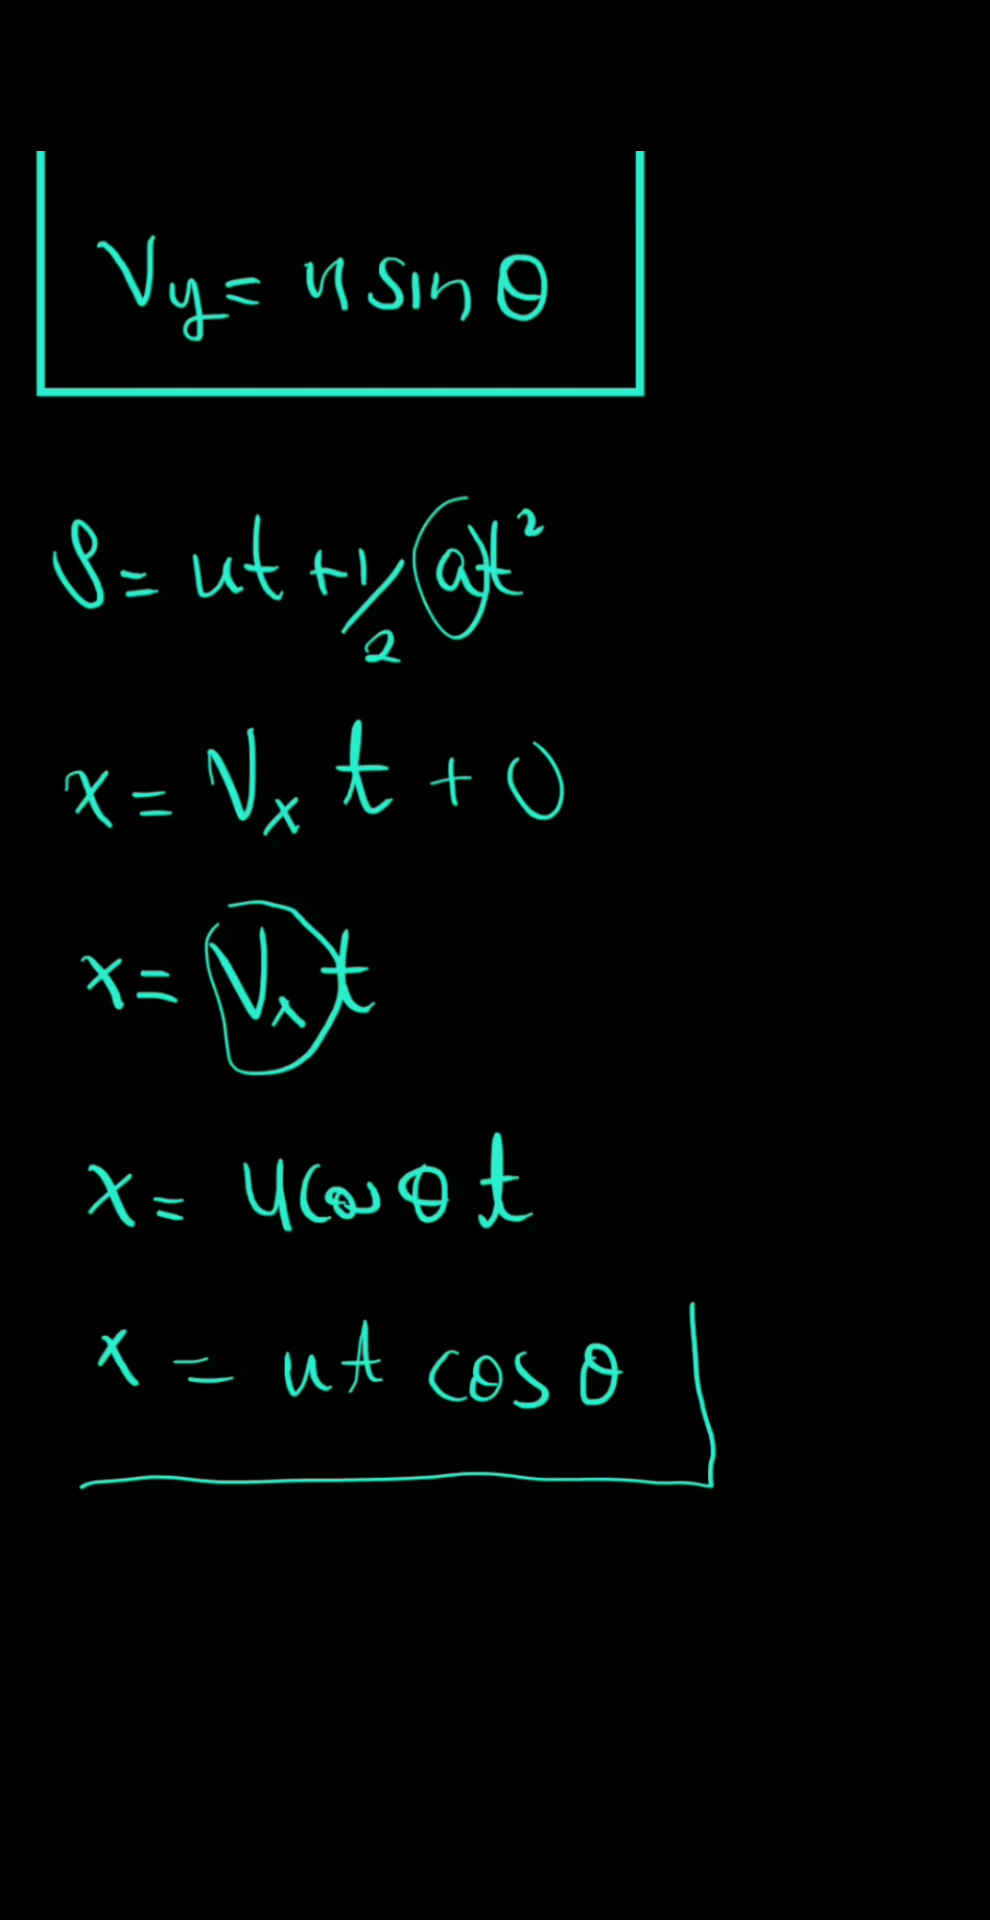 Vy = u sin θ
S = ut + 1/2 at²
x = Vx t + 0
x = Vx t
x = u cos θ t
x = ut cos θ